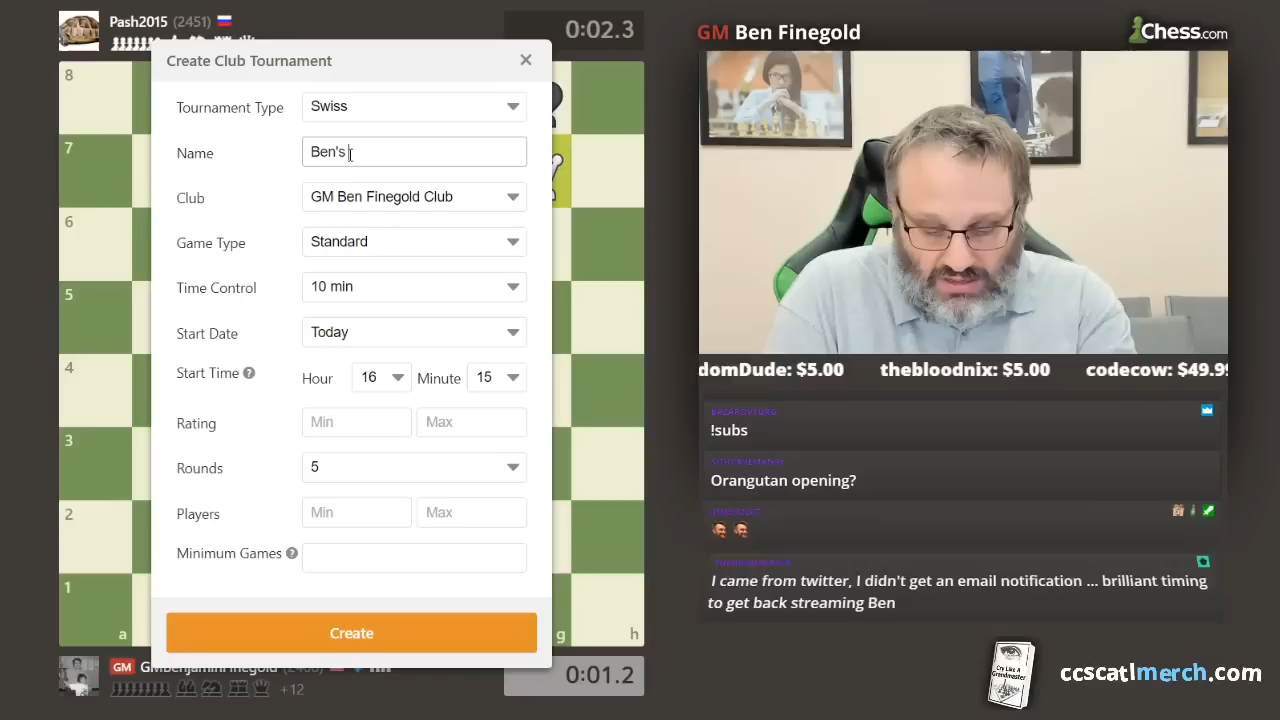 Pash2015 (2451)
0:02.3
Create Club Tournament
×
Tournament Type Swiss
Name Ben's
Club GM Ben Finegold Club
Game Type Standard
Time Control 10 min
Start Date Today
Start Time ? Hour 16 Minute 15
Rating Min Max
Rounds 5
Players Min Max
Minimum Games ?
Create
8
7
6
5
4
3
2
1
a
g
h
GM
+12
0:01.2
GM Ben Finegold
Chess.com
domDude: $5.00 thebloodnix: $5.00 codecow: $49.99
!subs
Orangutan opening?
I came from twitter, I didn't get an email notification ... brilliant timing
to get back streaming Ben
Cry Like A
Grandmaster
ccscatlmerch.com